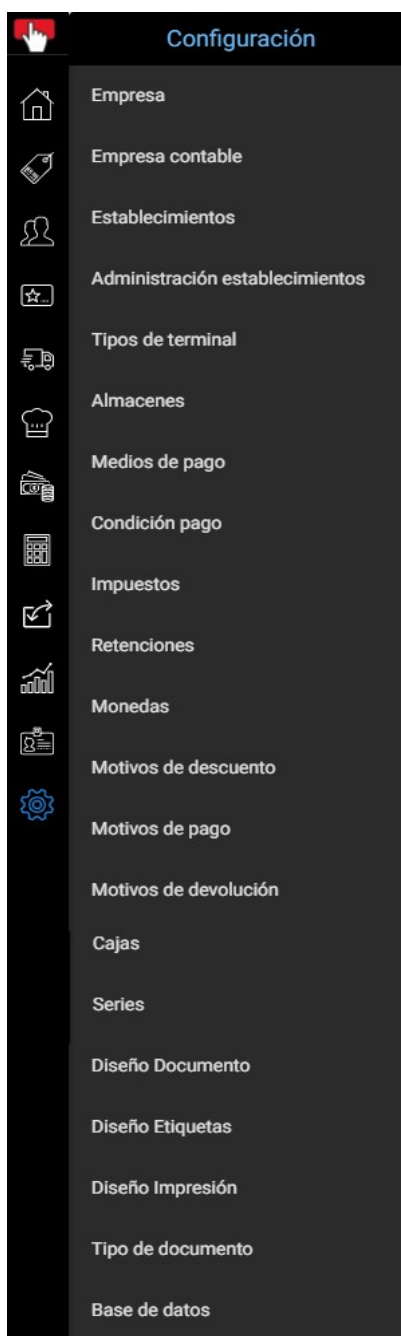 Configuración
Empresa
Empresa contable
Establecimientos
Administración establecimientos
Tipos de terminal
Almacenes
Medios de pago
Condición pago
Impuestos
Retenciones
Monedas
Motivos de descuento
Motivos de pago
Motivos de devolución
Cajas
Series
Diseño Documento
Diseño Etiquetas
Diseño Impresión
Tipo de documento
Base de datos